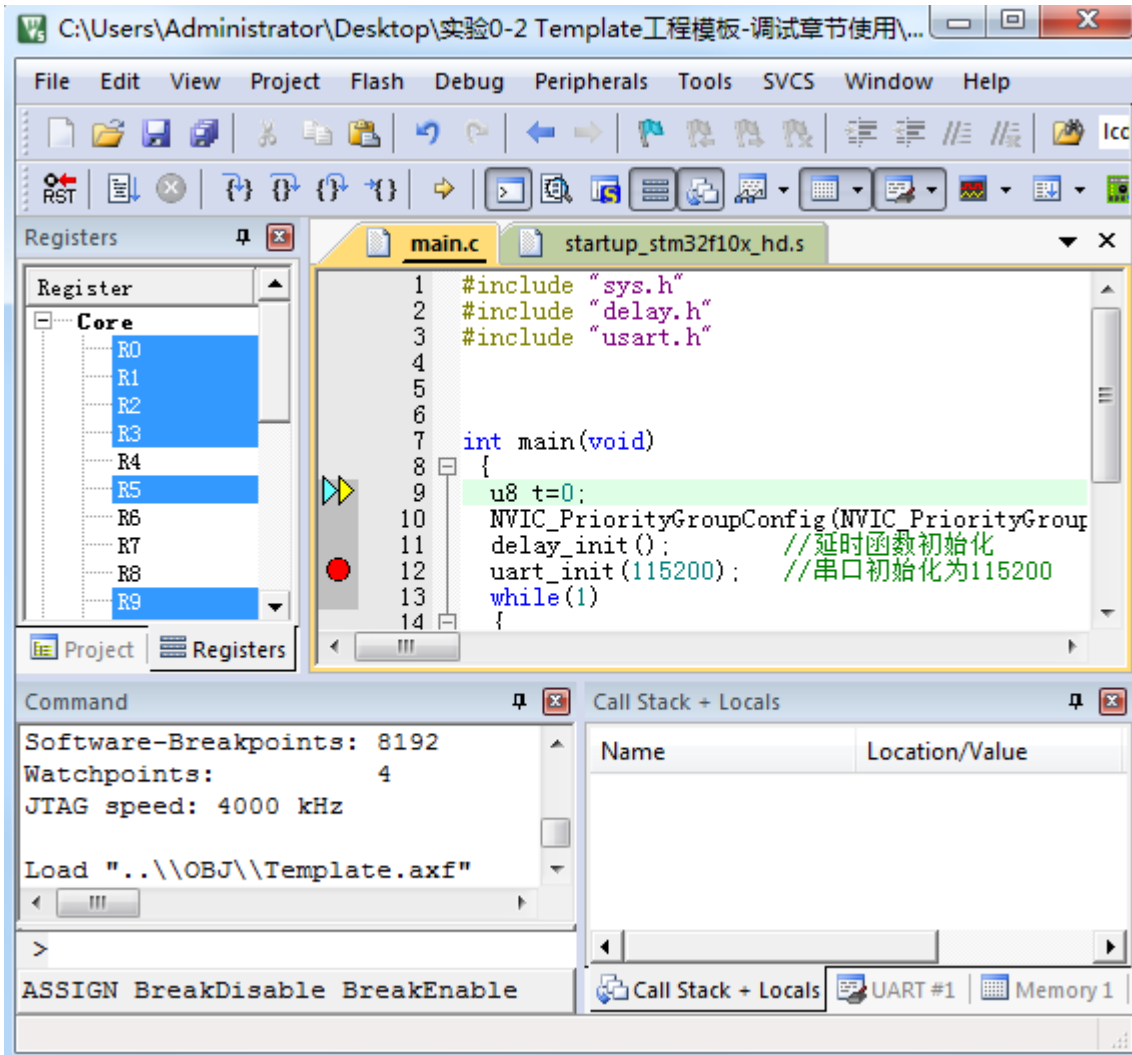 C:\Users\Administrator\Desktop\实验0-2 Template工程模板-调试章节使用\...
File Edit View Project Flash Debug Peripherals Tools SVCS Window Help
lcc
RST
Registers
main.c startup_stm32f10x_hd.s
Register
Core
R0
R1
R2
R3
R4
R5
R6
R7
R8
R9
1 #include "sys.h"
2 #include "delay.h"
3 #include "usart.h"
4
5
6
7 int main(void)
8 {
9 u8 t=0;
10 NVIC_PriorityGroupConfig(NVIC_PriorityGroup
11 delay_init(); //延时函数初始化
12 uart_init(115200); //串口初始化为115200
13 while(1)
14 {
Project Registers
Command
Software-Breakpoints: 8192
Watchpoints: 4
JTAG speed: 4000 kHz
Load "..\\OBJ\\Template.axf"
>
ASSIGN BreakDisable BreakEnable
Call Stack + Locals
Name Location/Value
Call Stack + Locals UART #1 Memory 1